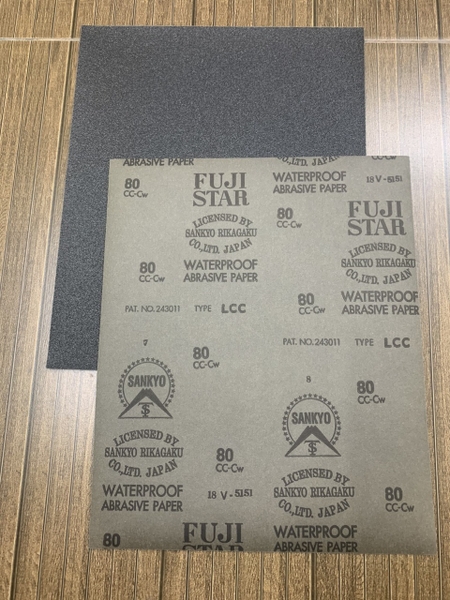 ABRASIVE PAPER
CO.,LTD. JAPAN
CC-Cw
80
CC-Cw
FUJI
STAR
WATERPROOF
ABRASIVE PAPER
18 V-5151
80
CC-Cw
FUJI
STAR
LICENSED BY
SANKYO RIKAGAKU
CO.,LTD. JAPAN
LICENSED BY
SANKYO RIKAGAKU
CO.,LTD. JAPAN
80
CC-Cw
WATERPROOF
ABRASIVE PAPER
80
CC-Cw
WATERPROOF
ABRASIVE PAPER
PAT. NO. 243011 TYPE LCC
PAT. NO. 243011 TYPE LCC
7
80
CC-Cw
SANKYO
8
80
CC-Cw
SANKYO
LICENSED BY
SANKYO RIKAGAKU
CO.,LTD. JAPAN
80
CC-Cw
LICENSED BY
SANKYO RIKAGAKU
CO.,LTD. JAPAN
WATERPROOF
ABRASIVE PAPER
18 V-5151
80
CC-Cw
80
FUJI
STAR
WATERPROOF
ABRASIVE PAPER